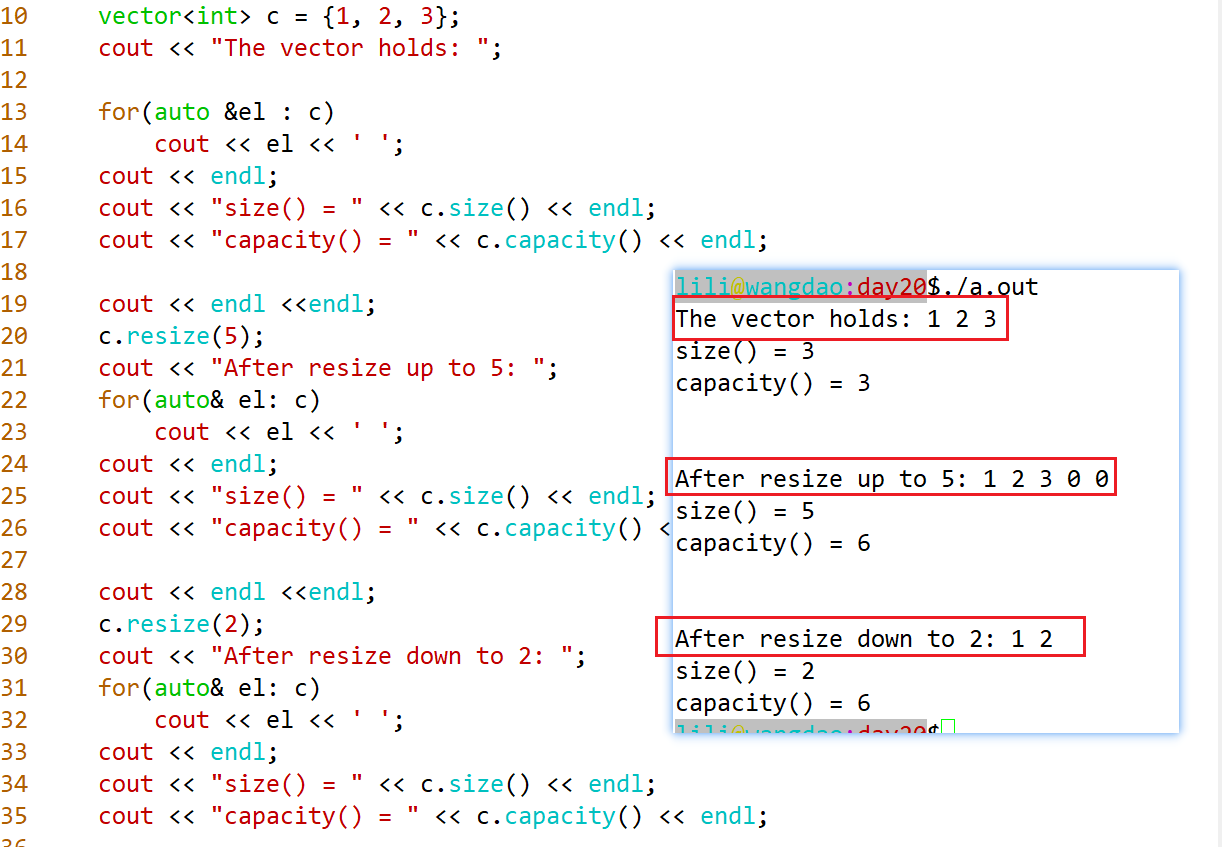 10 vector<int> c = {1, 2, 3};
11 cout << "The vector holds: ";
12
13 for(auto &el : c)
14 cout << el << ' ';
15 cout << endl;
16 cout << "size() = " << c.size() << endl;
17 cout << "capacity() = " << c.capacity() << endl;
18
19 cout << endl <<endl;
20 c.resize(5);
21 cout << "After resize up to 5: ";
22 for(auto& el: c)
23 cout << el << ' ';
24 cout << endl;
25 cout << "size() = " << c.size() << endl;
26 cout << "capacity() = " << c.capacity() <
27
28 cout << endl <<endl;
29 c.resize(2);
30 cout << "After resize down to 2: ";
31 for(auto& el: c)
32 cout << el << ' ';
33 cout << endl;
34 cout << "size() = " << c.size() << endl;
35 cout << "capacity() = " << c.capacity() << endl;
36
lili@wangdao:day20$./a.out
The vector holds: 1 2 3
size() = 3
capacity() = 3
After resize up to 5: 1 2 3 0 0
size() = 5
capacity() = 6
After resize down to 2: 1 2
size() = 2
capacity() = 6
lili@wangdao:day20$